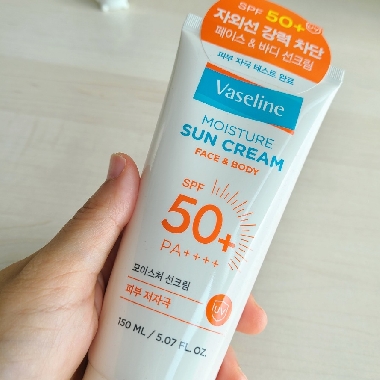 SPF 50+
자외선 강력 차단
페이스 & 바디 선크림
피부 자극 테스트 완료
Vaseline
MOISTURE
SUN CREAM
FACE & BODY
SPF
50+
PA++++
모이스처 선크림
피부 저자극
UV
150 ML / 5.07 FL. OZ.